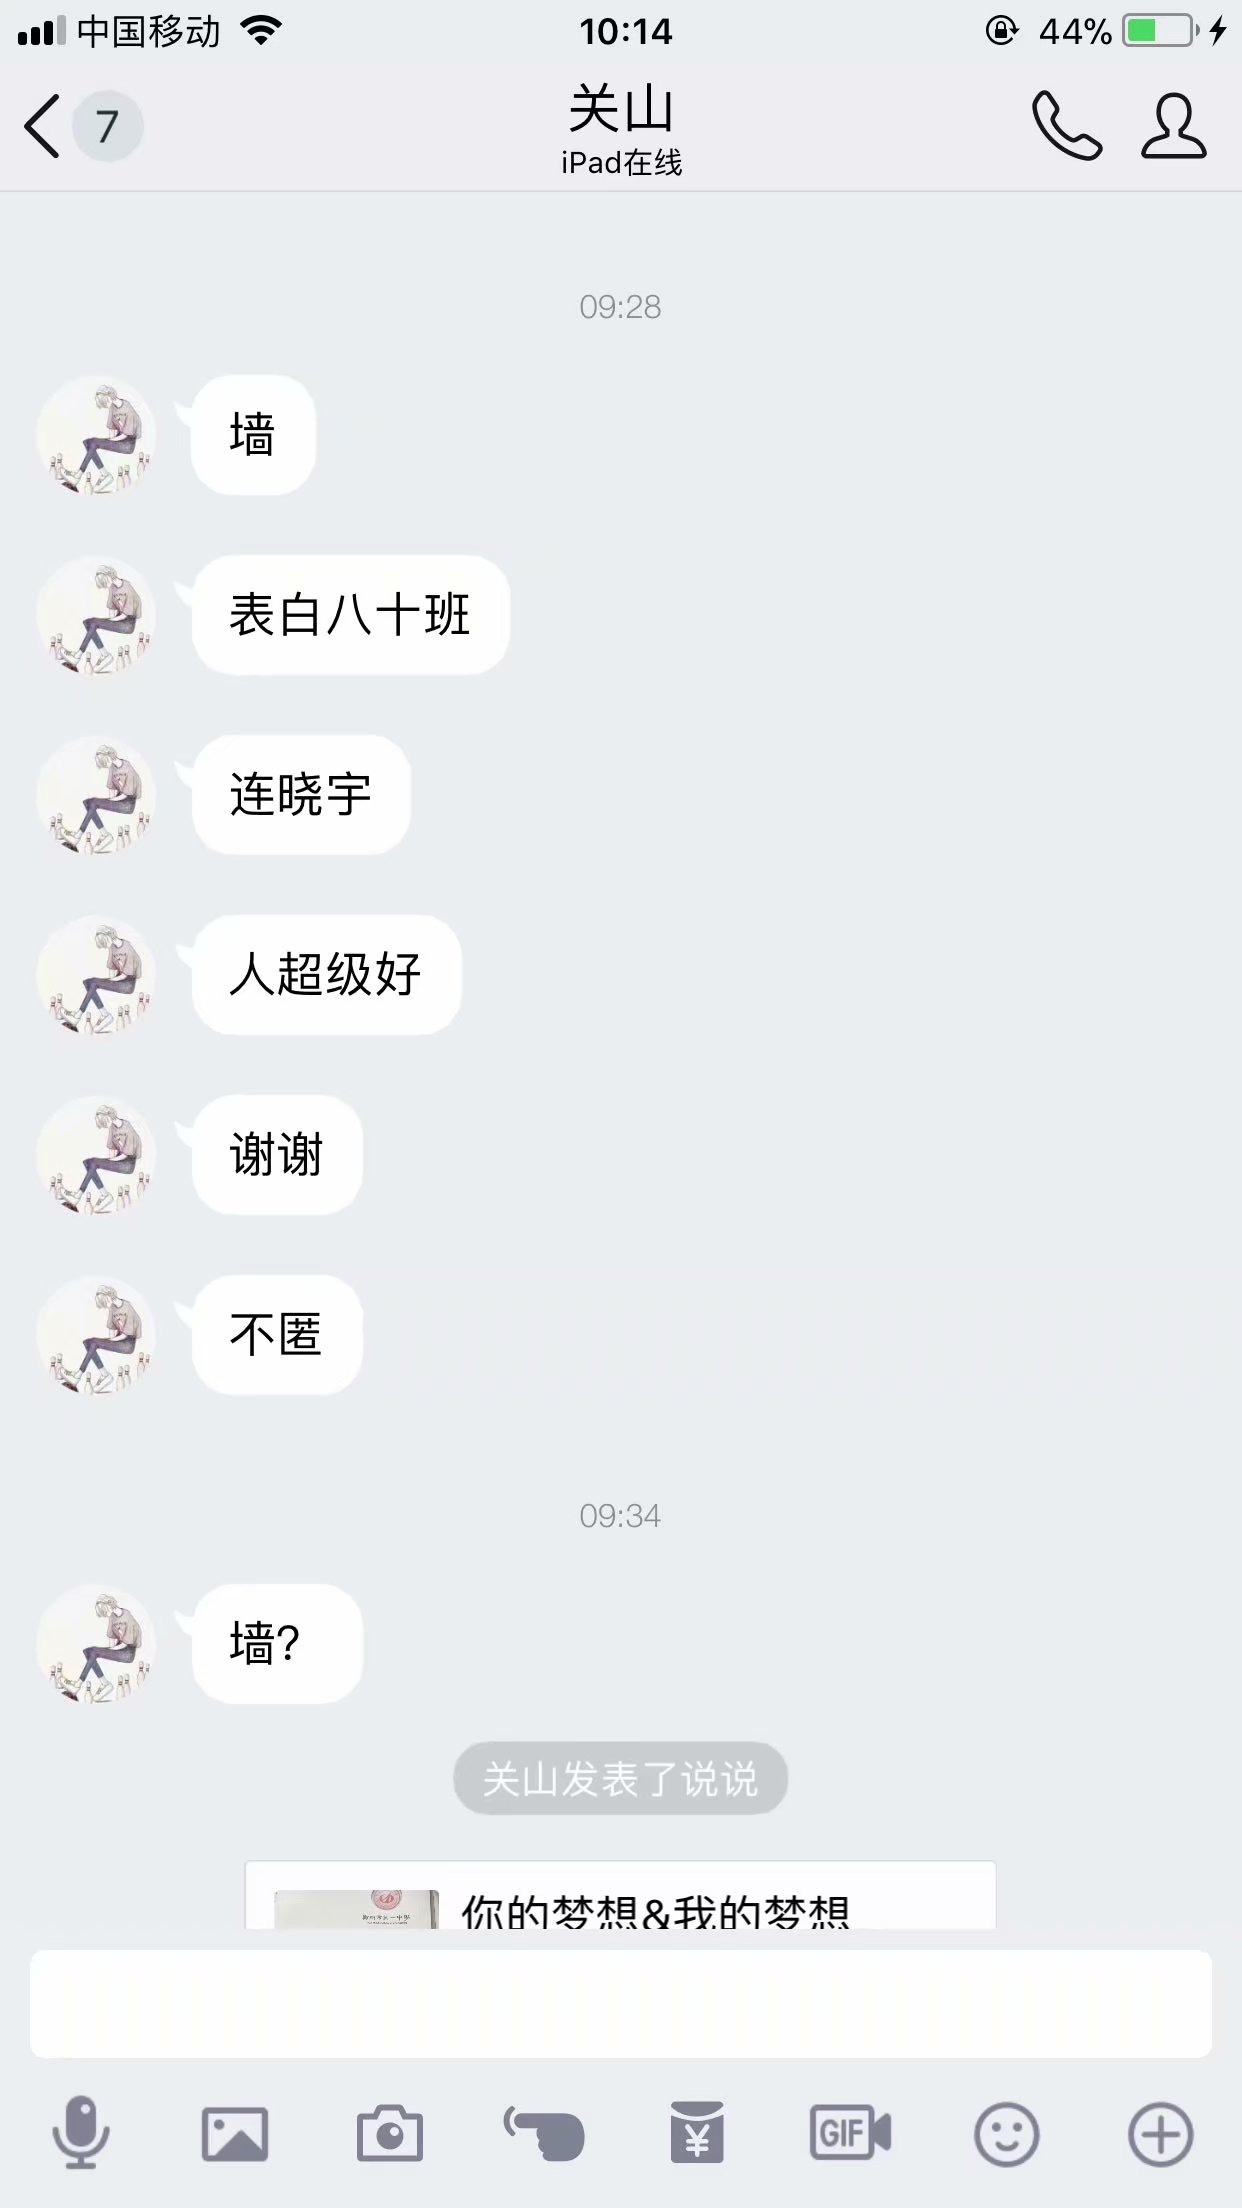 中国移动
10:14
44%
7
关山
iPad在线
09:28
墙
表白八十班
连晓宇
人超级好
谢谢
不匿
09:34
墙?
关山发表了说说
你的梦想&我的梦想
GIF